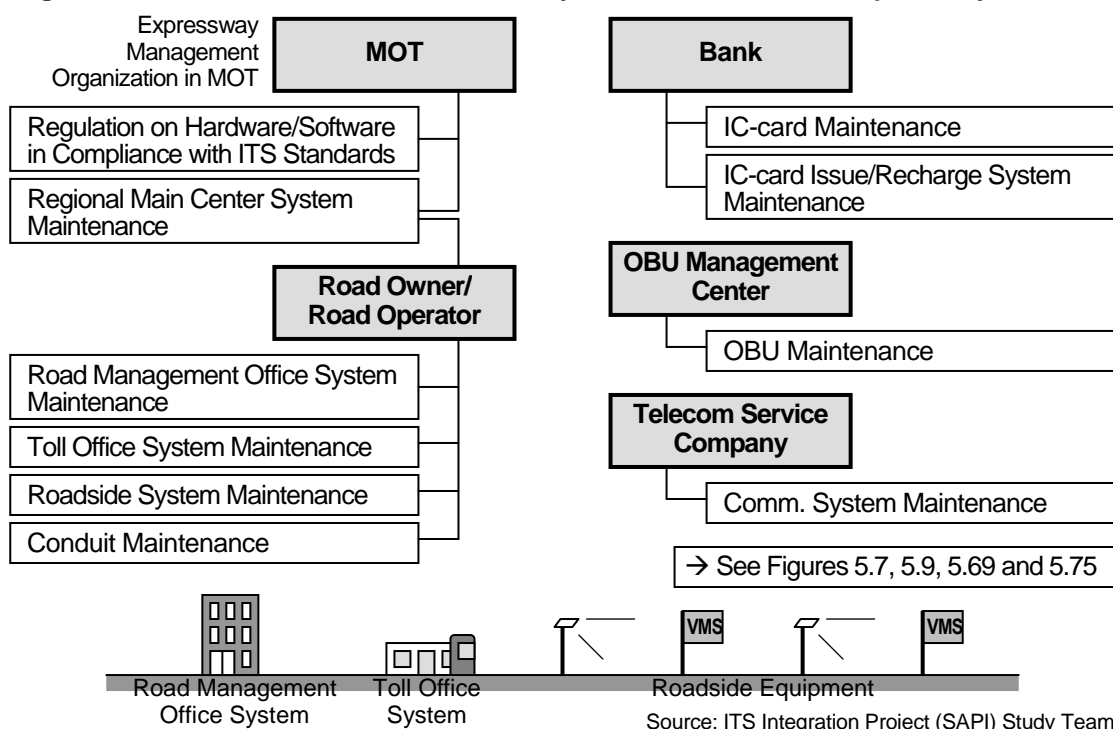 Expressway
Management
Organization in MOT
MOT
Regulation on Hardware/Software
in Compliance with ITS Standards
Regional Main Center System
Maintenance
Road Owner/
Road Operator
Road Management Office System
Maintenance
Toll Office System Maintenance
Roadside System Maintenance
Conduit Maintenance
Bank
IC-card Maintenance
IC-card Issue/Recharge System
Maintenance
OBU Management
Center
OBU Maintenance
Telecom Service
Company
Comm. System Maintenance
→ See Figures 5.7, 5.9, 5.69 and 5.75
VMS
VMS
Road Management
Office System
Toll Office
System
Roadside Equipment
Source: ITS Integration Project (SAPI) Study Team